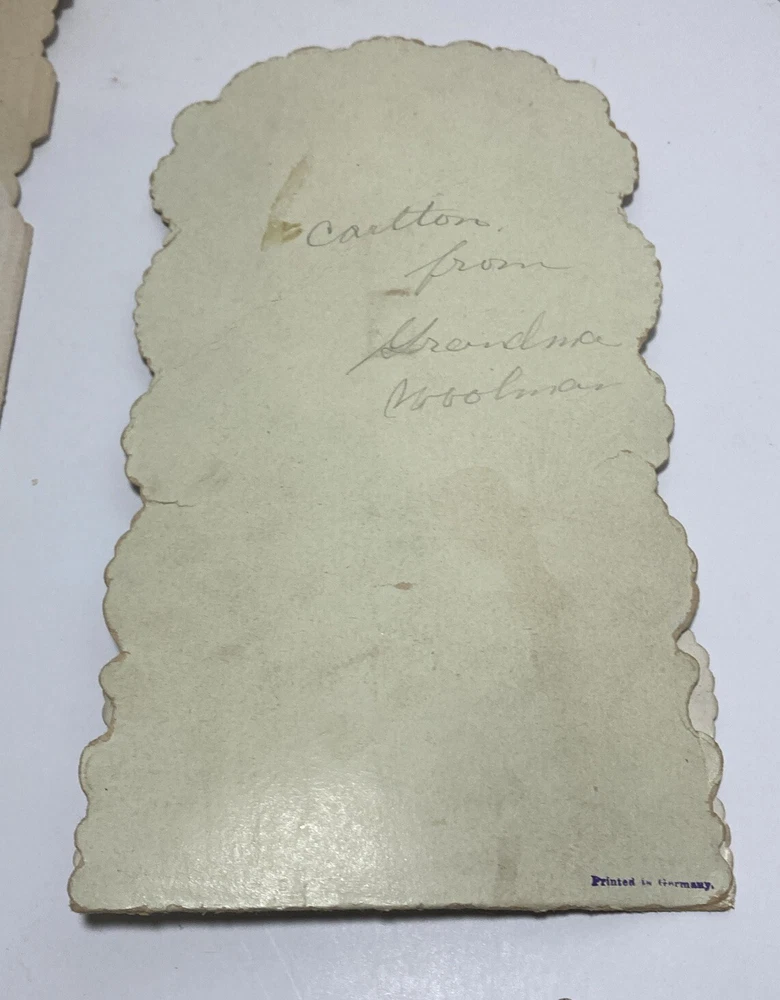 Carlton.
from
Grandma
Woolman
Printed in Germany.